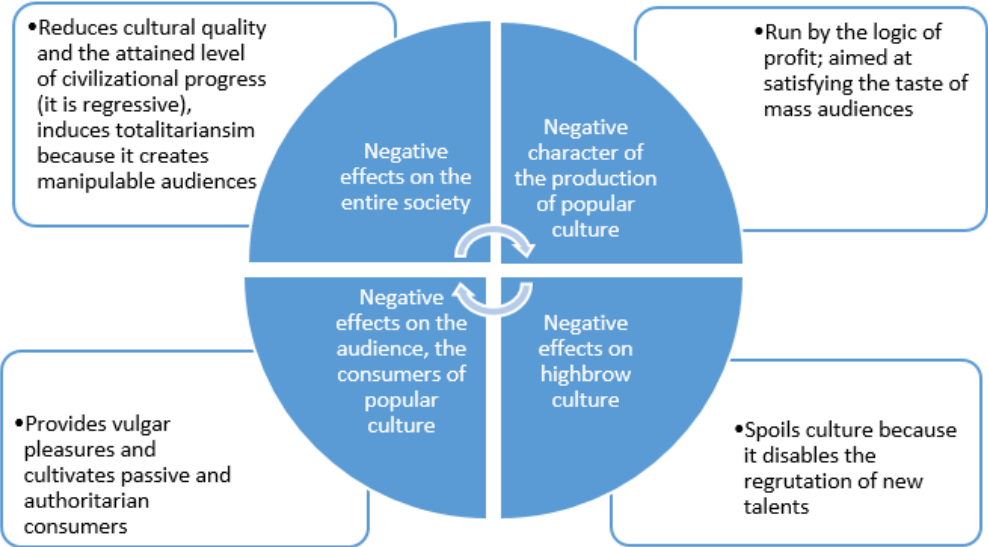 •Reduces cultural quality
and the attained level
of civilizational progress
(it is regressive),
induces totalitariansim
because it creates
manipulable audiences
Negative
effects on the
entire society
Negative
character of
the production
of popular
culture
•Run by the logic of
profit; aimed at
satisfying the taste of
mass audiences
•Provides vulgar
pleasures and
cultivates passive and
authoritarian
consumers
Negative
effects on the
audience, the
consumers of
popular
culture
Negative
effects on
highbrow
culture
•Spoils culture because
it disables the
regrutation of new
talents